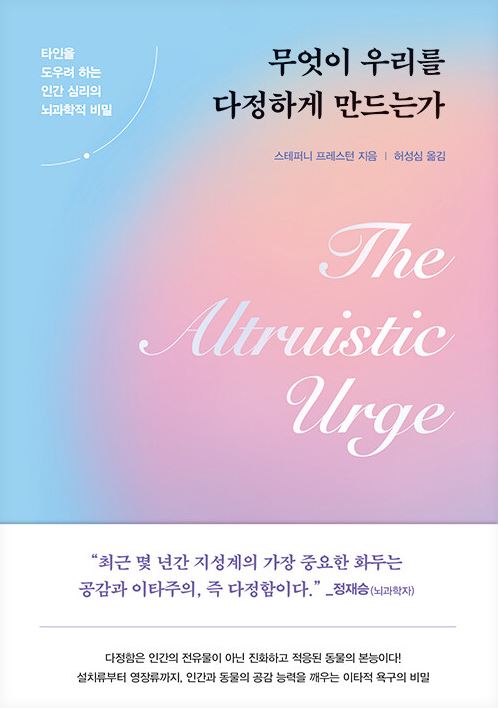 타인을
도우려 하는
인간 심리의
뇌과학적 비밀
무엇이 우리를
다정하게 만드는가
스테퍼니 프레스턴 지음 | 허성심 옮김
The
Altruistic
Urge
“최근 몇 년간 지성계의 가장 중요한 화두는
공감과 이타주의, 즉 다정함이다.” _정재승(뇌과학자)
다정함은 인간의 전유물이 아닌 진화하고 적응된 동물의 본능이다!
설치류부터 영장류까지, 인간과 동물의 공감 능력을 깨우는 이타적 욕구의 비밀